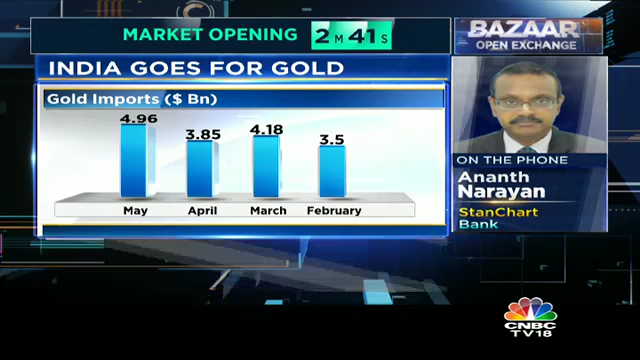 MARKET OPENING 2 M 41 S
BAZAAR
OPEN EXCHANGE
INDIA GOES FOR GOLD
Gold Imports ($ Bn)
4.96
3.85
4.18
3.5
May
April
March
February
ON THE PHONE
Ananth
Narayan
StanChart
Bank
CNBC
TV18